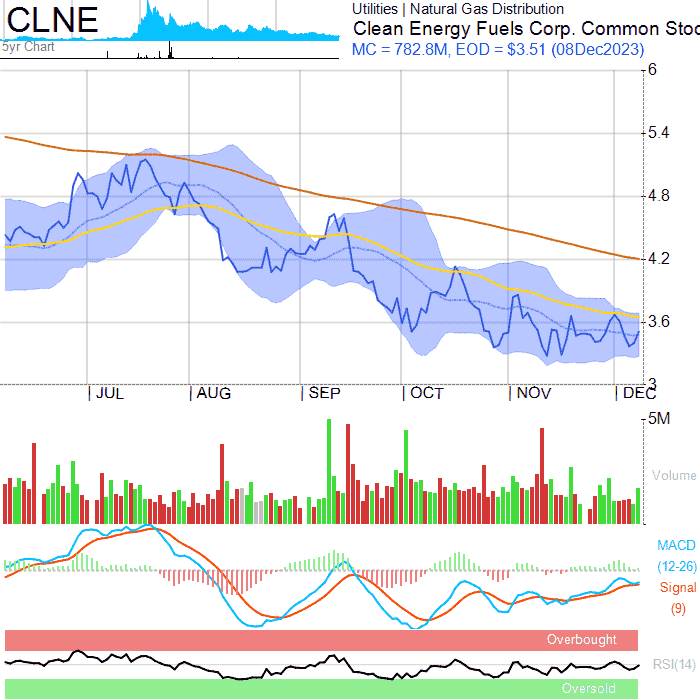 CLNE
5yr Chart
Utilities | Natural Gas Distribution
Clean Energy Fuels Corp. Common Stoc
MC = 782.8M, EOD = $3.51 (08Dec2023)
6
5.4
4.8
4.2
3.6
3
JUL AUG SEP OCT NOV DEC
5M
Volume
MACD
(12-26)
Signal
(9)
Overbought
RSI(14)
Oversold